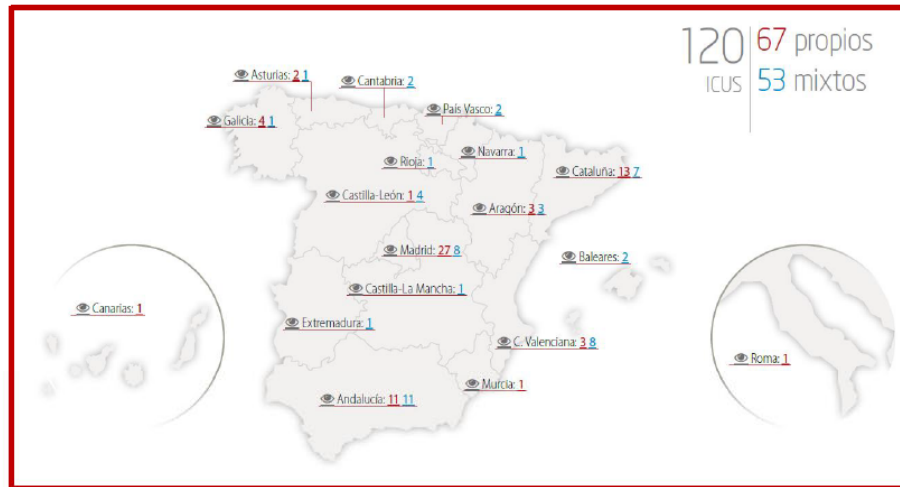 120 67 propios
ICUS 53 mixtos
Asturias: 2 1
Cantabria: 2
País Vasco: 2
Galicia: 4 1
Navarra: 1
Rioja: 1
Cataluña: 13 7
Castilla-León: 1 4
Aragón: 3 3
Madrid: 27 8
Baleares: 2
Castilla-La Mancha: 1
Canarias: 1
Extremadura: 1
C. Valenciana: 3 8
Roma: 1
Murcia: 1
Andalucía: 11 11